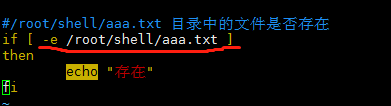 #/root/shell/aaa.txt 目录中的文件是否存在
if [ -e /root/shell/aaa.txt ]
then
        echo "存在"
fi
~